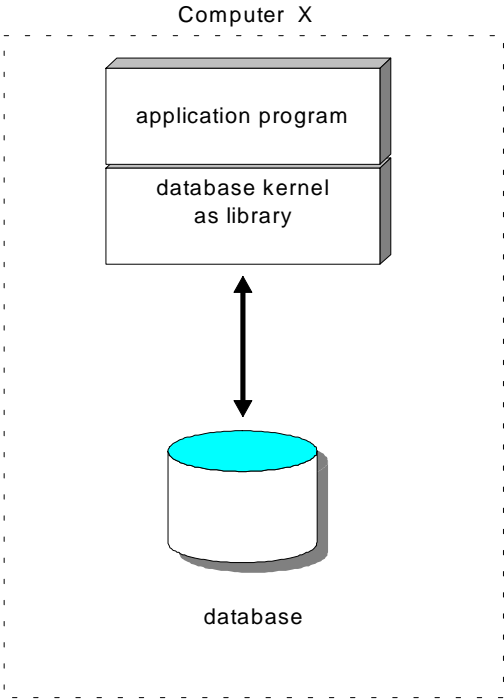 Computer X
application program
database kernel
as library
database